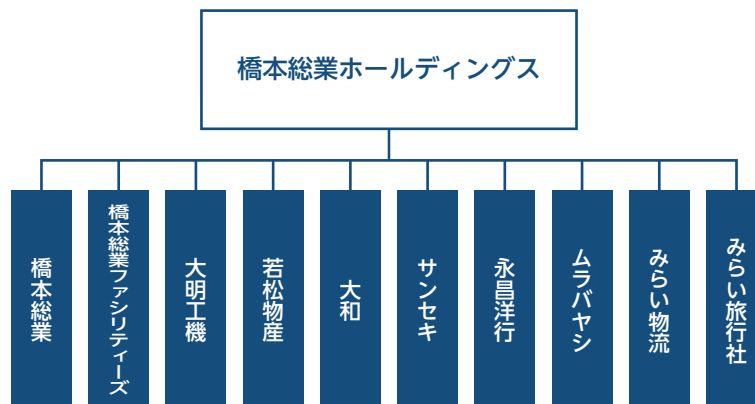 橋本総業ホールディングス
橋本総業
橋本総業ファシリティーズ
大明工機
若松物産
大和
サンセキ
永昌洋行
ムラバヤシ
みらい物流
みらい旅行社